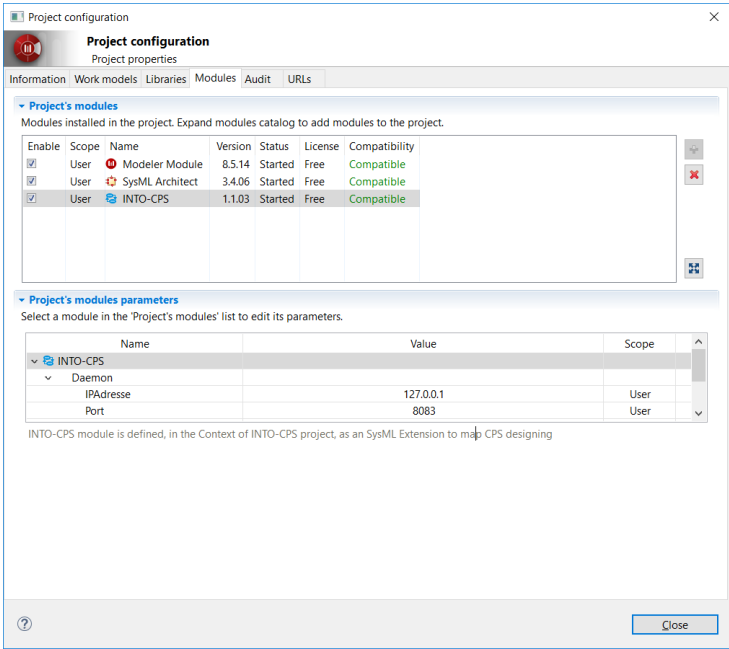 Project configuration
Project configuration
Project properties
Information Work models Libraries Modules Audit URLs
Project's modules
Modules installed in the project. Expand modules catalog to add modules to the project.
Enable Scope Name Version Status License Compatibility
User Modeler Module 8.5.14 Started Free Compatible
User SysML Architect 3.4.06 Started Free Compatible
User INTO-CPS 1.1.03 Started Free Compatible
Project's modules parameters
Select a module in the 'Project's modules' list to edit its parameters.
Name Value Scope
INTO-CPS
Daemon
IPAdresse 127.0.0.1 User
Port 8083 User
INTO-CPS module is defined, in the Context of INTO-CPS project, as an SysML Extension to map CPS designing
? Close